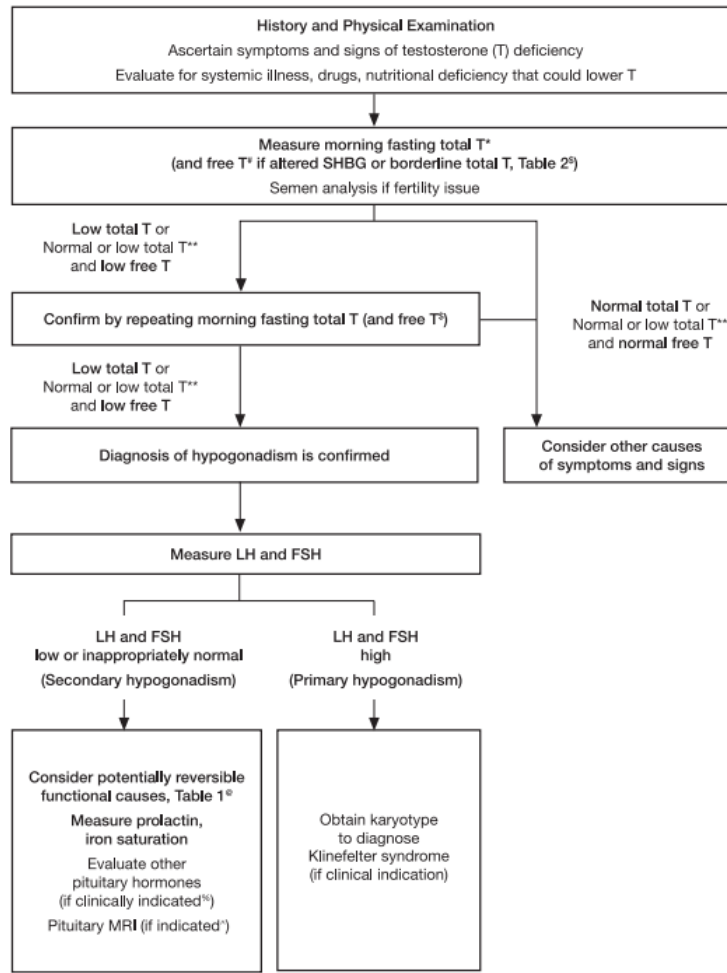 History and Physical Examination
Ascertain symptoms and signs of testosterone (T) deficiency
Evaluate for systemic illness, drugs, nutritional deficiency that could lower T
Measure morning fasting total T*
(and free T¥ if altered SHBG or borderline total T, Table 2$)
Semen analysis if fertility issue
Low total T or
Normal or low total T**
and low free T
Normal total T or
Normal or low total T**
and normal free T
Confirm by repeating morning fasting total T (and free T$)
Low total T or
Normal or low total T**
and low free T
Diagnosis of hypogonadism is confirmed
Consider other causes
of symptoms and signs
Measure LH and FSH
LH and FSH
low or inappropriately normal
(Secondary hypogonadism)
LH and FSH
high
(Primary hypogonadism)
Consider potentially reversible
functional causes, Table 1@
Measure prolactin,
iron saturation
Evaluate other
pituitary hormones
(if clinically indicated%)
Pituitary MRI (if indicated^)
Obtain karyotype
to diagnose
Klinefelter syndrome
(if clinical indication)